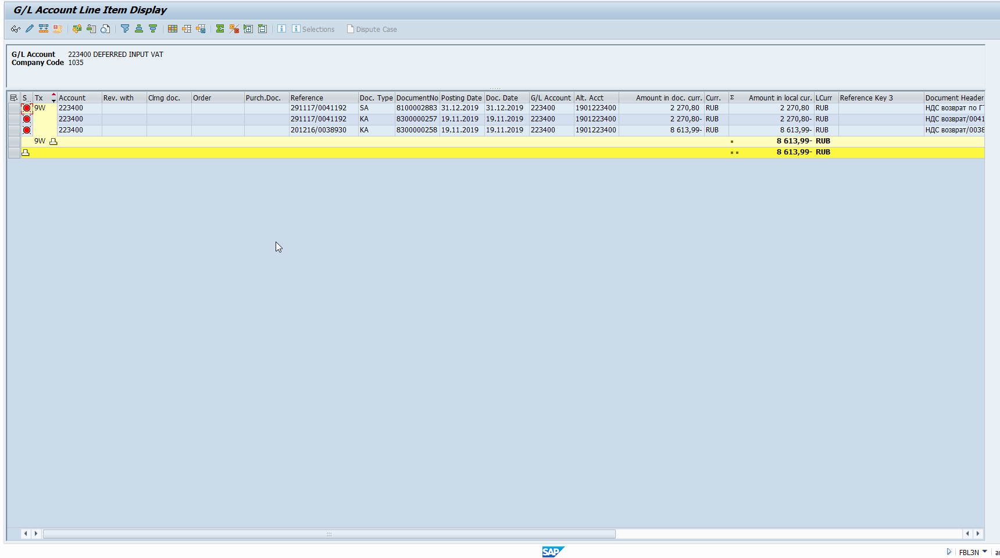 G/L Account Line Item Display
Selections Dispute Case
G/L Account 223400 DEFERRED INPUT VAT
Company Code 1035
S... Tx Account Rev. with Clrng doc. Order Purch.Doc. Reference Doc. Type DocumentNo Posting Date Doc. Date G/L Account Alt. Acct Amount in doc. curr. Curr. Σ Amount in local cur. LCurr Reference Key 3 Document Header
9W 223400 291117/0041192 SA 8100002883 31.12.2019 31.12.2019 223400 1901223400 2 270,80 RUB 2 270,80 RUB НДС возврат по ГТ
223400 291117/0041192 KA 8300000257 19.11.2019 19.11.2019 223400 1901223400 2 270,80- RUB 2 270,80- RUB НДС возврат/0041
223400 201216/0038930 KA 8300000258 19.11.2019 19.11.2019 223400 1901223400 8 613,99- RUB 8 613,99- RUB НДС возврат/0038
9W 8 613,99- RUB
8 613,99- RUB
SAP FBL3N